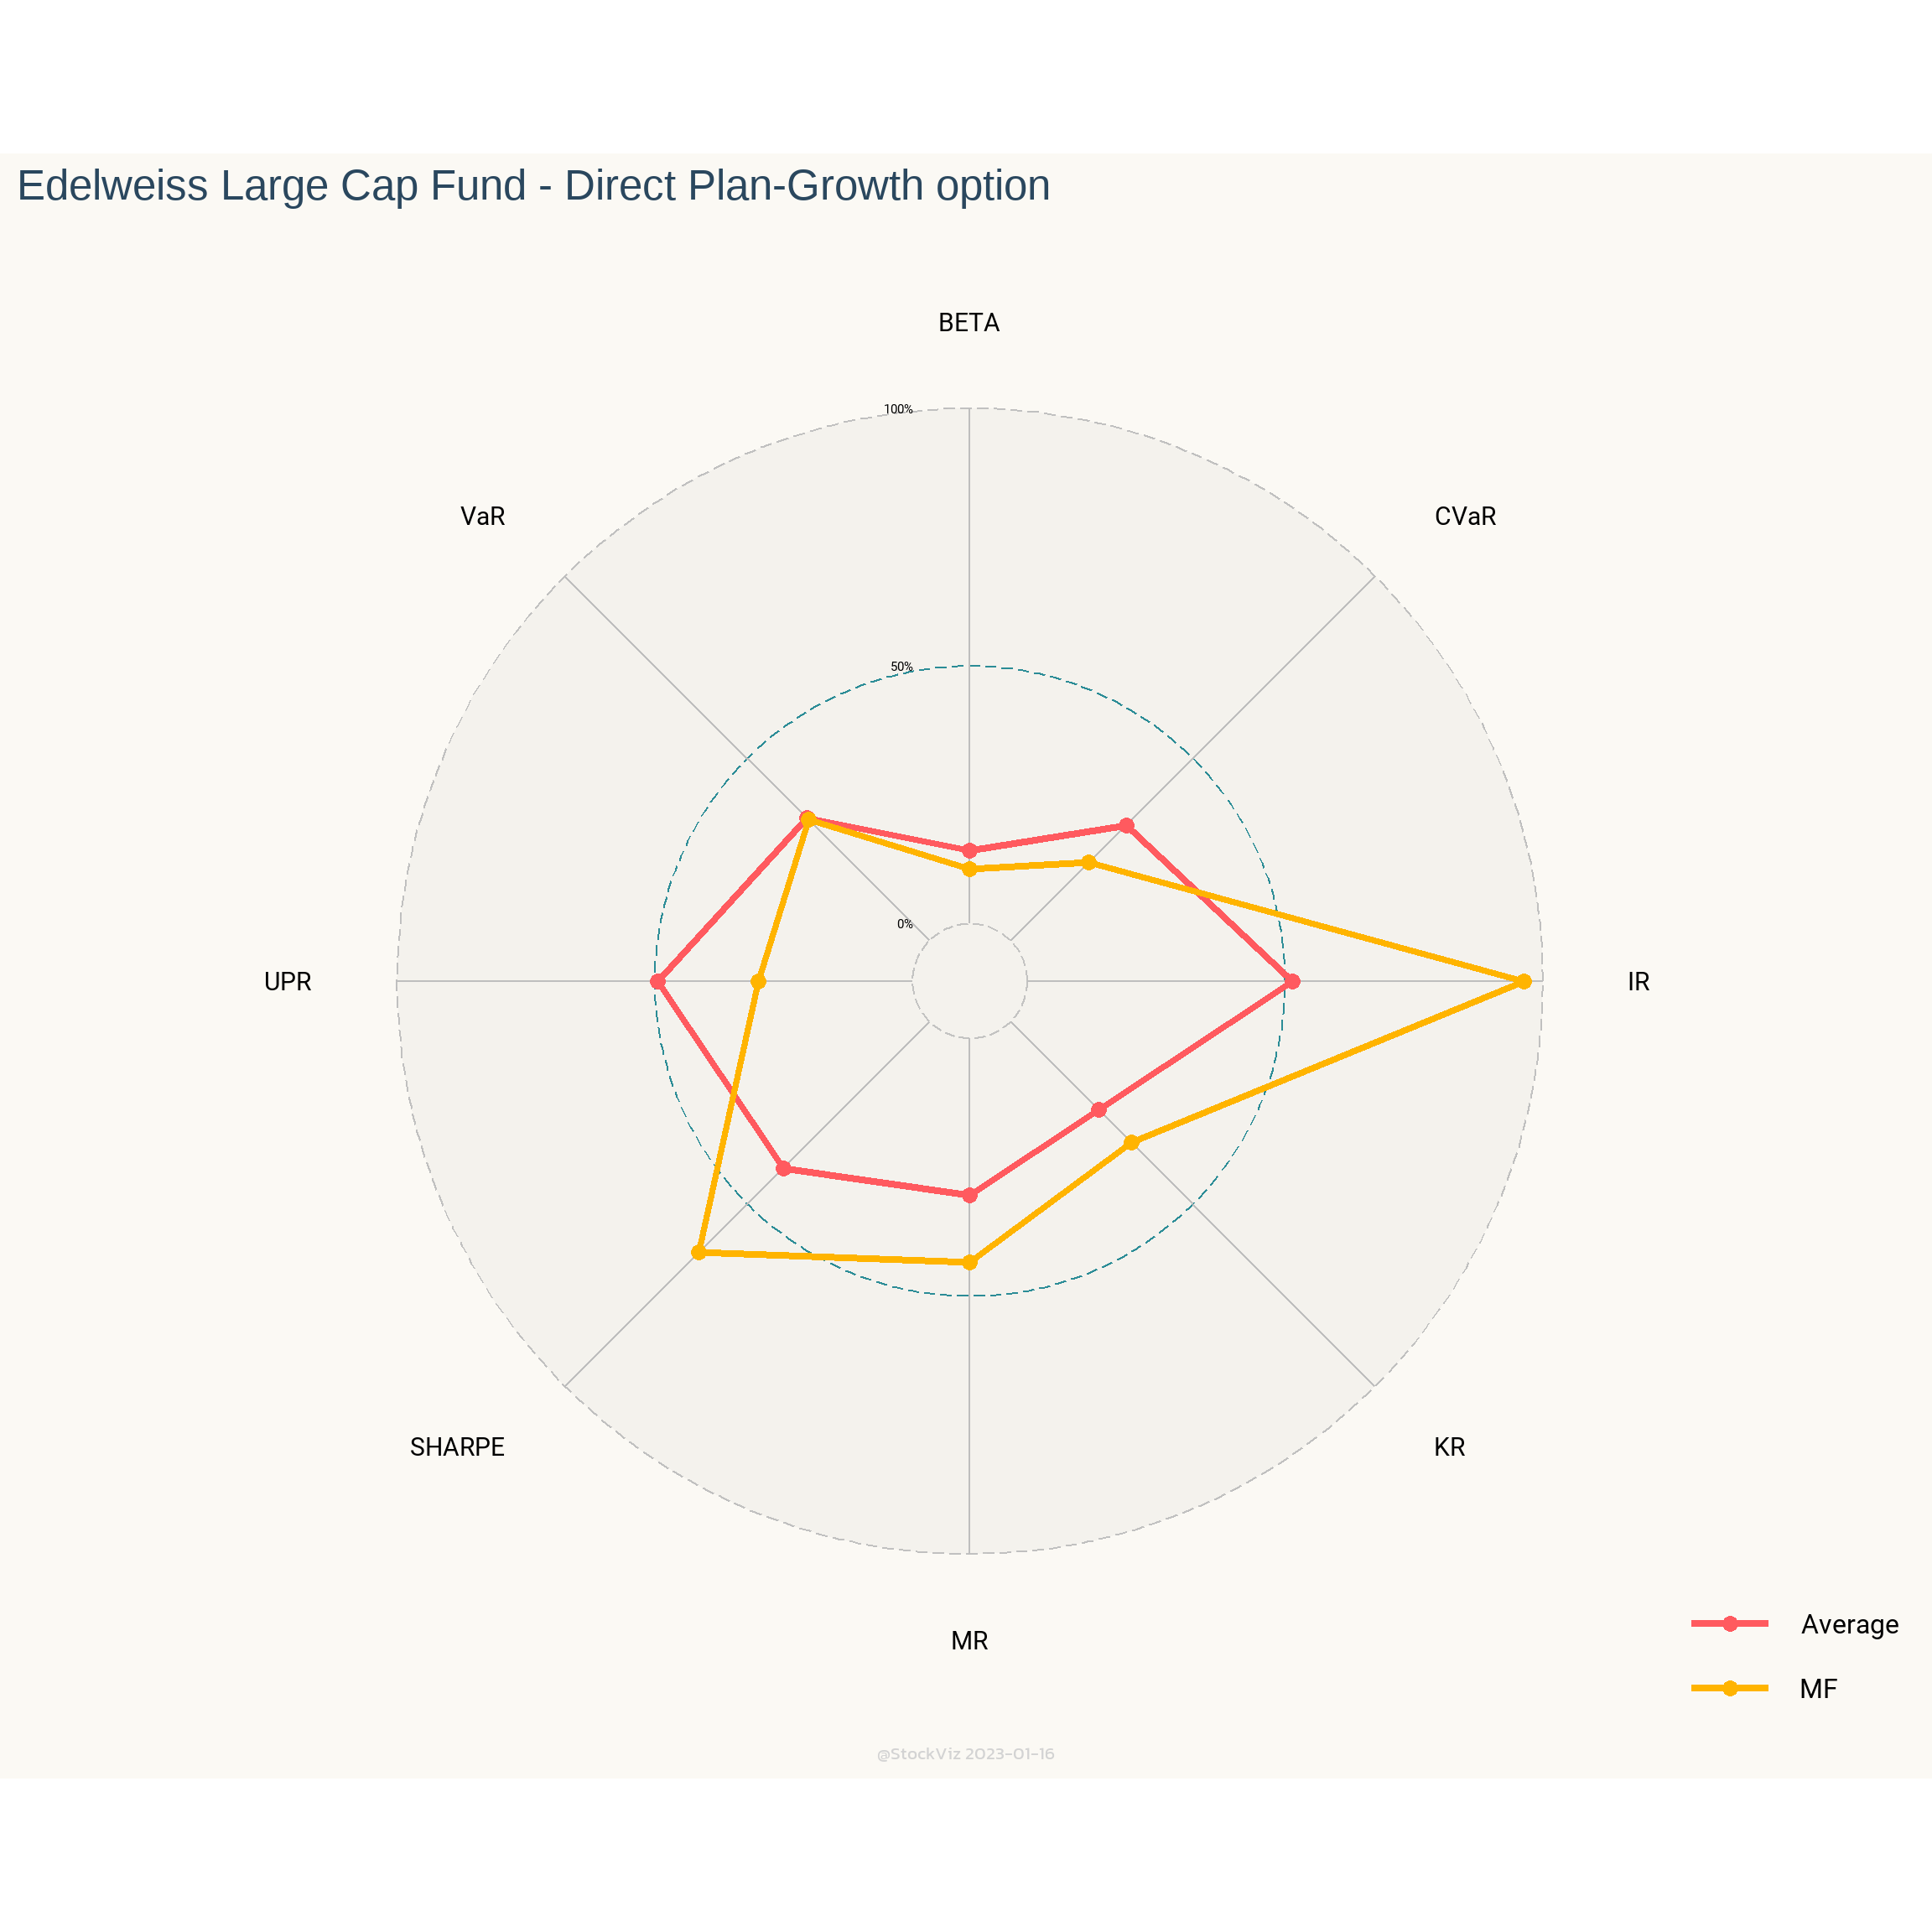 Edelweiss Large Cap Fund - Direct Plan-Growth option
BETA
100%
VaR
CVaR
50%
0%
UPR
IR
SHARPE
KR
MR
Average
MF
@StockViz 2023-01-16